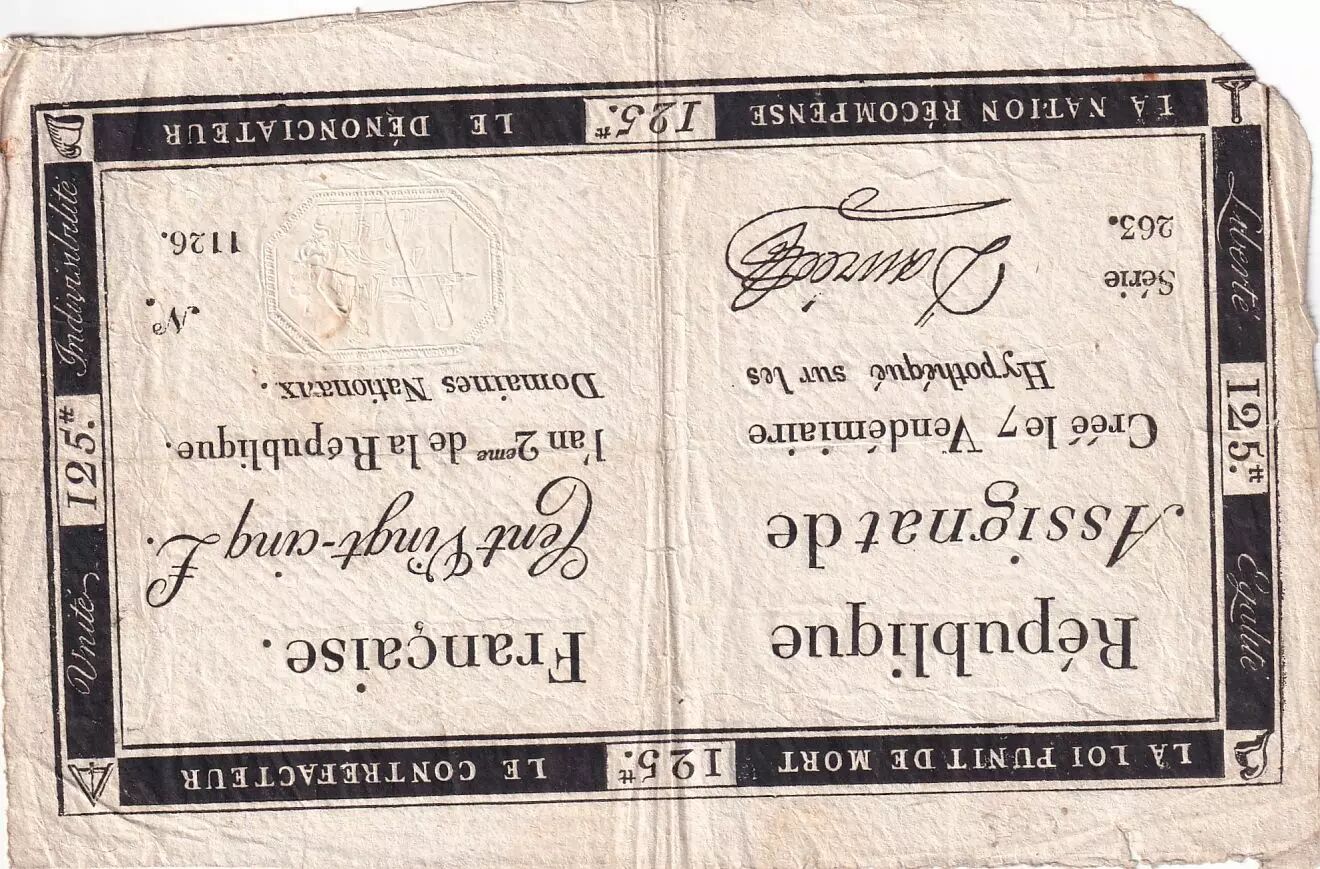 LA LOI PUNIT DE MORT 125.# LE CONTREFACTEUR
Égalité 125.# Liberté
Unité, 125.# Indivisibilité.
République Française.
Assignat de Cent Vingt-cinq L.
Créé le 7 Vendémiaire l'an 2eme de la République.
Hypothéqué sur les Domaines Nationaux.
Série 263.
N. 1126.
LA NATION RÉCOMPENSE 125.# LE DÉNONCIATEUR